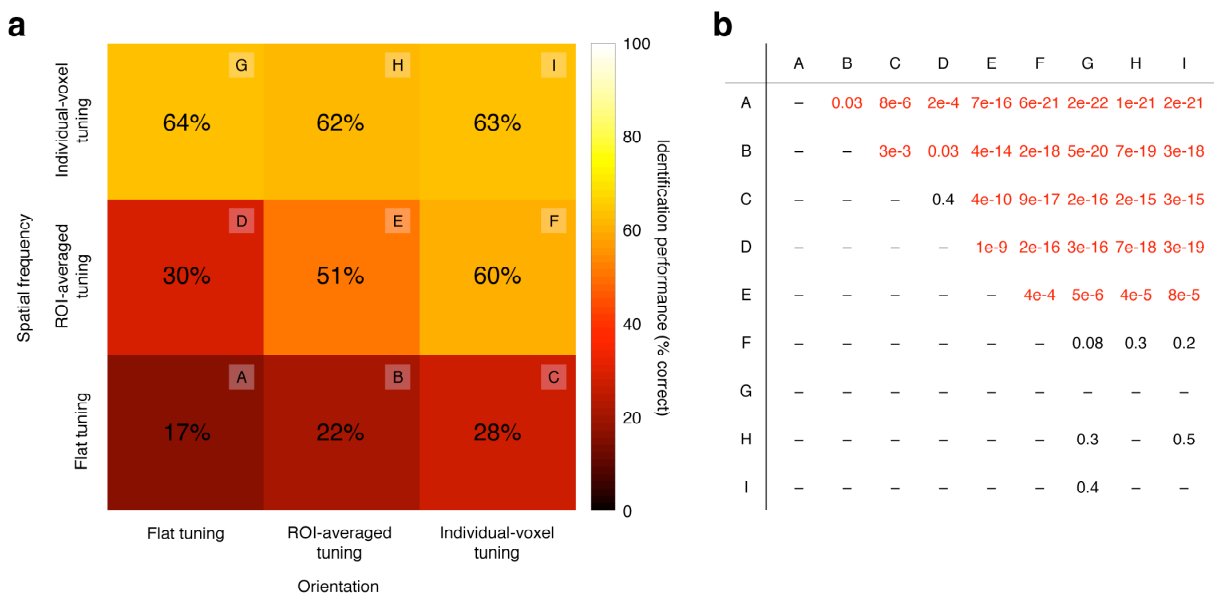 a
G
H
I
64%
62%
63%
D
E
F
30%
51%
60%
A
B
C
17%
22%
28%
Spatial frequency
Individual-voxel
tuning
ROI-averaged
tuning
Flat tuning
Flat tuning
ROI-averaged
tuning
Individual-voxel
tuning
Orientation
100
80
60
40
20
0
Identification performance (% correct)
b
A B C D E F G H I
A – 0.03 8e-6 2e-4 7e-16 6e-21 2e-22 1e-21 2e-21
B – – 3e-3 0.03 4e-14 2e-18 5e-20 7e-19 3e-18
C – – – 0.4 4e-10 9e-17 2e-16 2e-15 3e-15
D – – – – 1e-9 2e-16 3e-16 7e-18 3e-19
E – – – – – 4e-4 5e-6 4e-5 8e-5
F – – – – – – 0.08 0.3 0.2
G – – – – – – – – –
H – – – – – – 0.3 – 0.5
I – – – – – – 0.4 – –